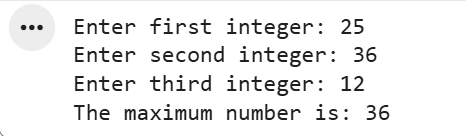 Enter first integer: 25
Enter second integer: 36
Enter third integer: 12
The maximum number is: 36